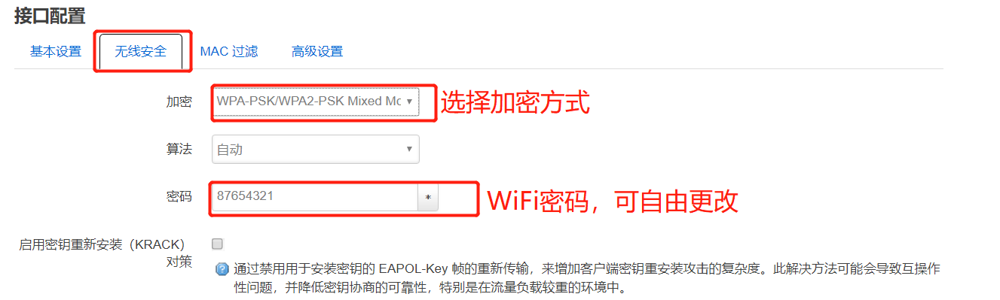 接口配置
基本设置 无线安全 MAC 过滤 高级设置
加密 WPA-PSK/WPA2-PSK Mixed Mo 选择加密方式
算法 自动
密码 87654321 * WiFi密码，可自由更改
启用密钥重新安装（KRACK）
对策
通过禁用用于安装密钥的 EAPOL-Key 帧的重新传输，来增加客户端密钥重安装攻击的复杂度。此解决方法可能会导致互操作
性问题，并降低密钥协商的可靠性，特别是在流量负载较重的环境中。